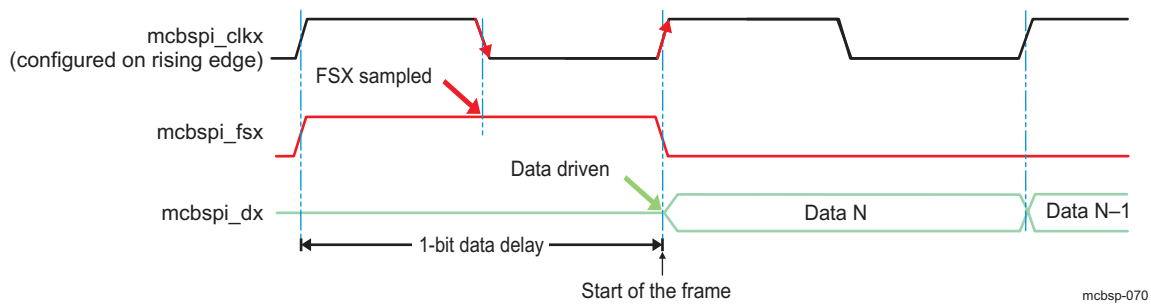 mcbspi_clkx
(configured on rising edge)
FSX sampled
mcbspi_fsx
Data driven
mcbspi_dx
Data N
Data N–1
1-bit data delay
Start of the frame
mcbsp-070